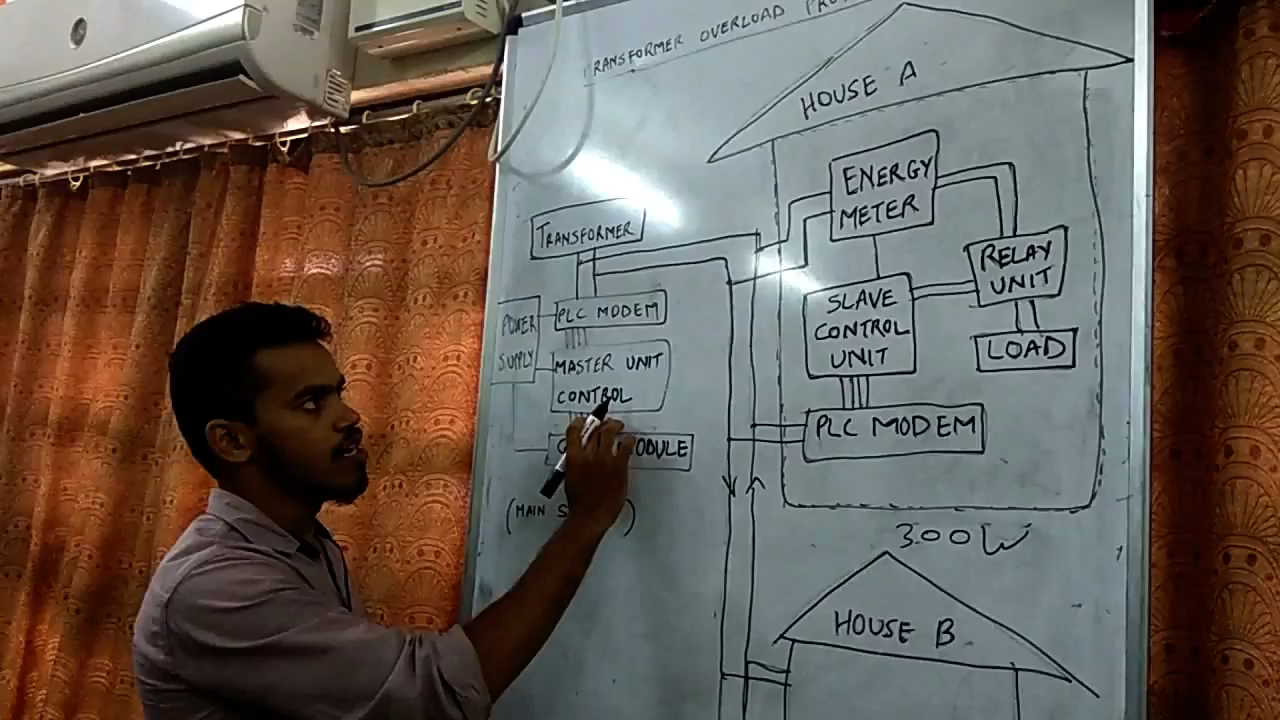 TRANSFORMER OVERLOAD
HOUSE A
ENERGY
METER
TRANSFORMER
RELAY
UNIT
PLC MODEM
POWER
SUPPLY
SLAVE
CONTROL
UNIT
LOAD
MASTER UNIT
CONTROL
PLC MODEM
(MAIN
300W
HOUSE B